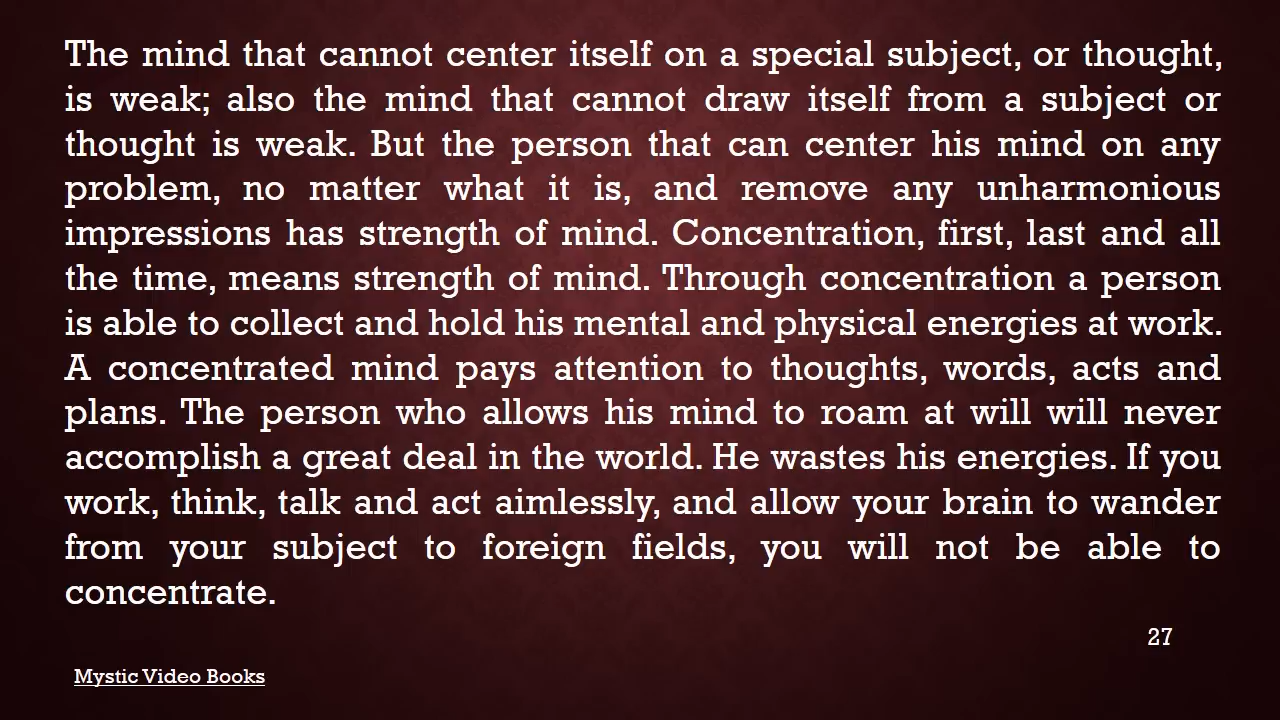 The mind that cannot center itself on a special subject, or thought,
is weak; also the mind that cannot draw itself from a subject or
thought is weak. But the person that can center his mind on any
problem, no matter what it is, and remove any unharmonious
impressions has strength of mind. Concentration, first, last and all
the time, means strength of mind. Through concentration a person
is able to collect and hold his mental and physical energies at work.
A concentrated mind pays attention to thoughts, words, acts and
plans. The person who allows his mind to roam at will will never
accomplish a great deal in the world. He wastes his energies. If you
work, think, talk and act aimlessly, and allow your brain to wander
from your subject to foreign fields, you will not be able to
concentrate.
27
Mystic Video Books